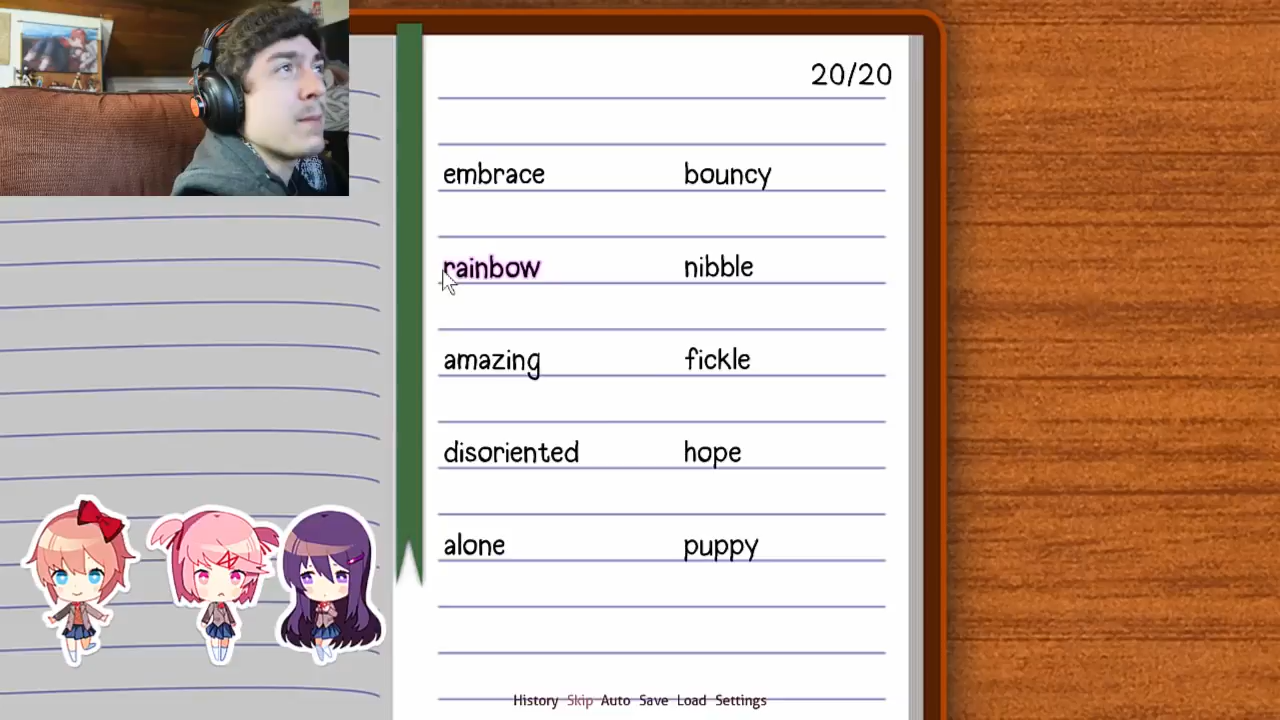 20/20
embrace bouncy
rainbow nibble
amazing fickle
disoriented hope
alone puppy
History Skip Auto Save Load Settings